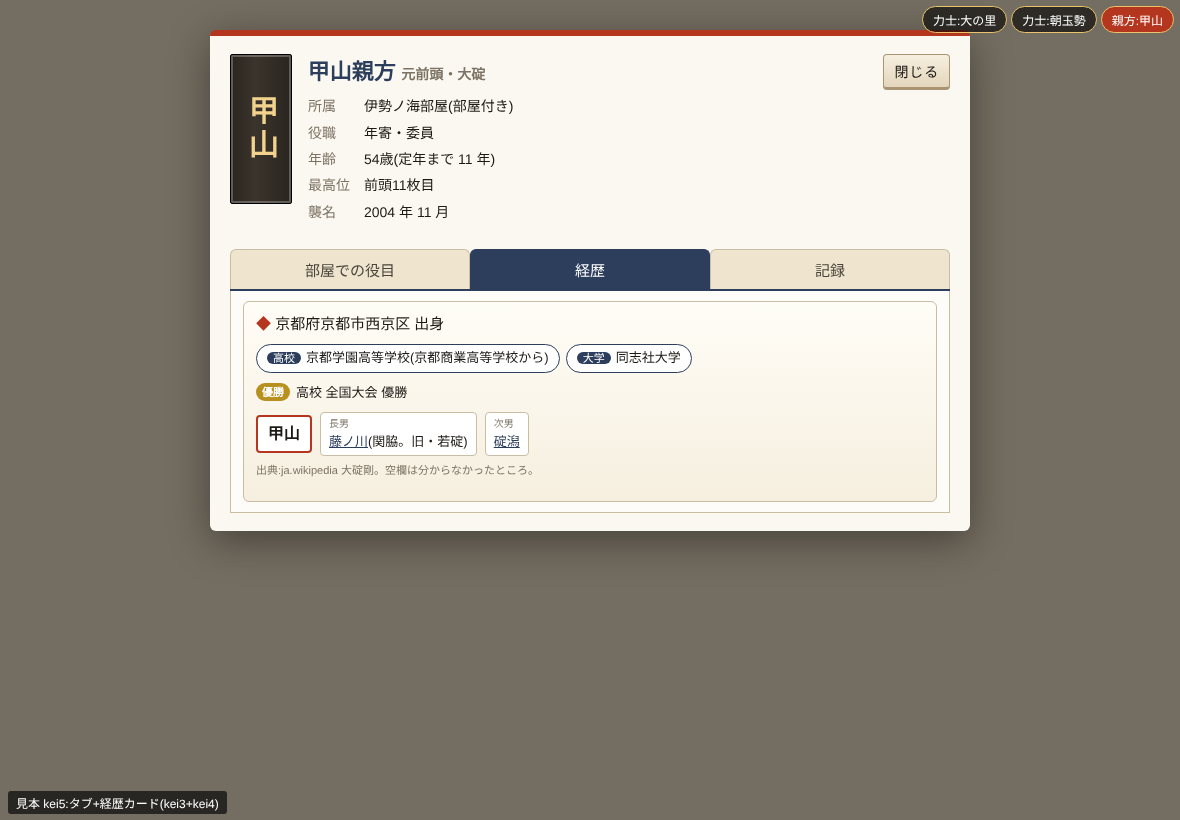 力士:大の里 力士:朝玉勢 親方:甲山
甲山
甲山親方 元前頭・大碇
閉じる
所属 伊勢ノ海部屋(部屋付き)
役職 年寄・委員
年齢 54歳(定年まで 11 年)
最高位 前頭11枚目
襲名 2004 年 11 月
部屋での役目 経歴 記録
◆ 京都府京都市西京区 出身
高校 京都学園高等学校(京都商業高等学校から) 大学 同志社大学
優勝 高校 全国大会 優勝
甲山
長男
藤ノ川(関脇。旧・若碇)
次男
碇潟
出典:ja.wikipedia 大碇剛。空欄は分からなかったところ。
見本 kei5:タブ+経歴カード(kei3+kei4)